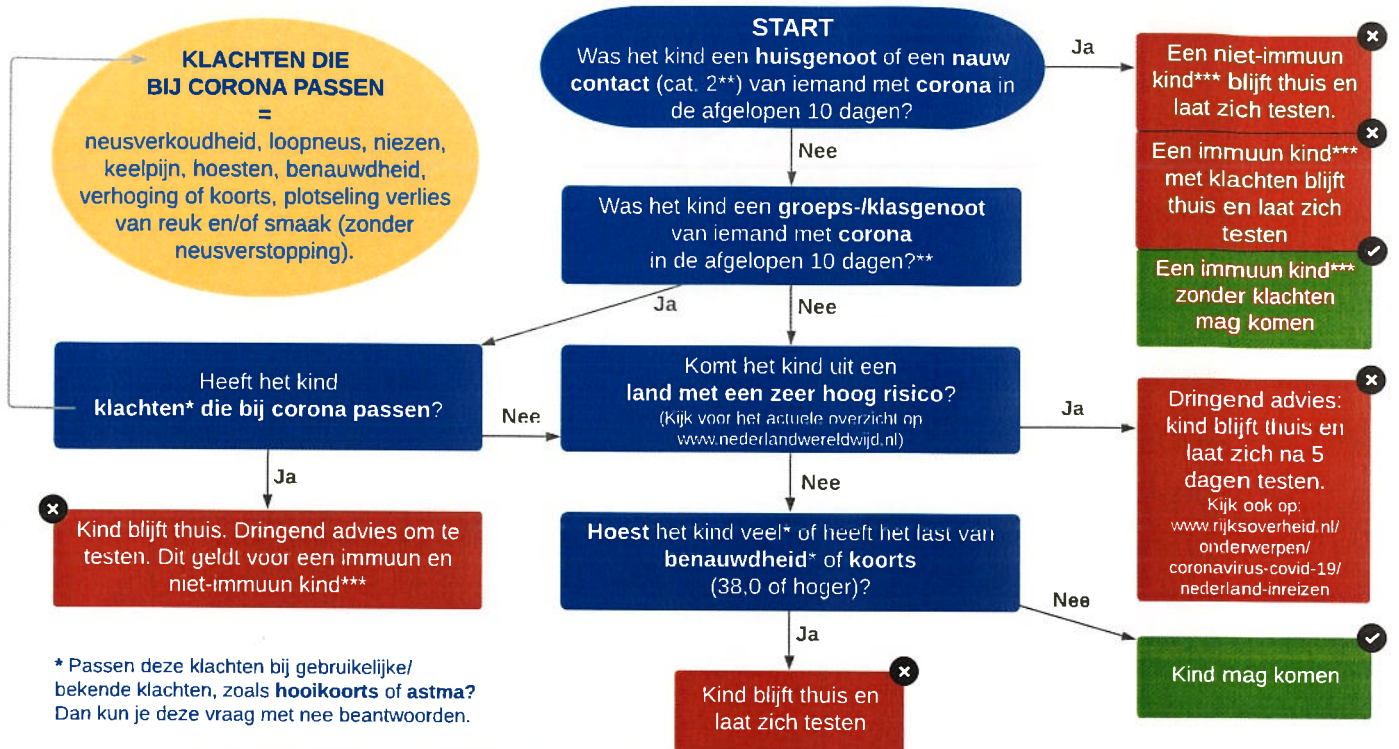 KLACHTEN DIE
BIJ CORONA PASSEN
=
neusverkoudheid, loopneus, niezen,
keelpijn, hoesten, benauwdheid,
verhoging of koorts, plotseling verlies
van reuk en/of smaak (zonder
neusverstopping).
START
Was het kind een huisgenoot of een nauw
contact (cat. 2**) van iemand met corona in
de afgelopen 10 dagen?
Ja
Een niet-immuun
kind*** blijft thuis en
laat zich testen.
Een immuun kind***
met klachten blijft
thuis en laat zich
testen
Een immuun kind***
zonder klachten
mag komen
Nee
Was het kind een groeps-/klasgenoot
van iemand met corona
in de afgelopen 10 dagen?**
Ja
Nee
Heeft het kind
klachten* die bij corona passen?
Nee
Ja
Kind blijft thuis. Dringend advies om te
testen. Dit geldt voor een immuun en
niet-immuun kind***
Komt het kind uit een
land met een zeer hoog risico?
(Kijk voor het actuele overzicht op
www.nederlandwereldwijd.nl)
Ja
Dringend advies:
kind blijft thuis en
laat zich na 5
dagen testen.
Kijk ook op:
www.rijksoverheid.nl/
onderwerpen/
coronavirus-covid-19/
nederland-inreizen
Nee
Hoest het kind veel* of heeft het last van
benauwdheid* of koorts
(38,0 of hoger)?
Nee
Kind mag komen
Ja
Kind blijft thuis en
laat zich testen
* Passen deze klachten bij gebruikelijke/
bekende klachten, zoals hooikoorts of astma?
Dan kun je deze vraag met nee beantwoorden.